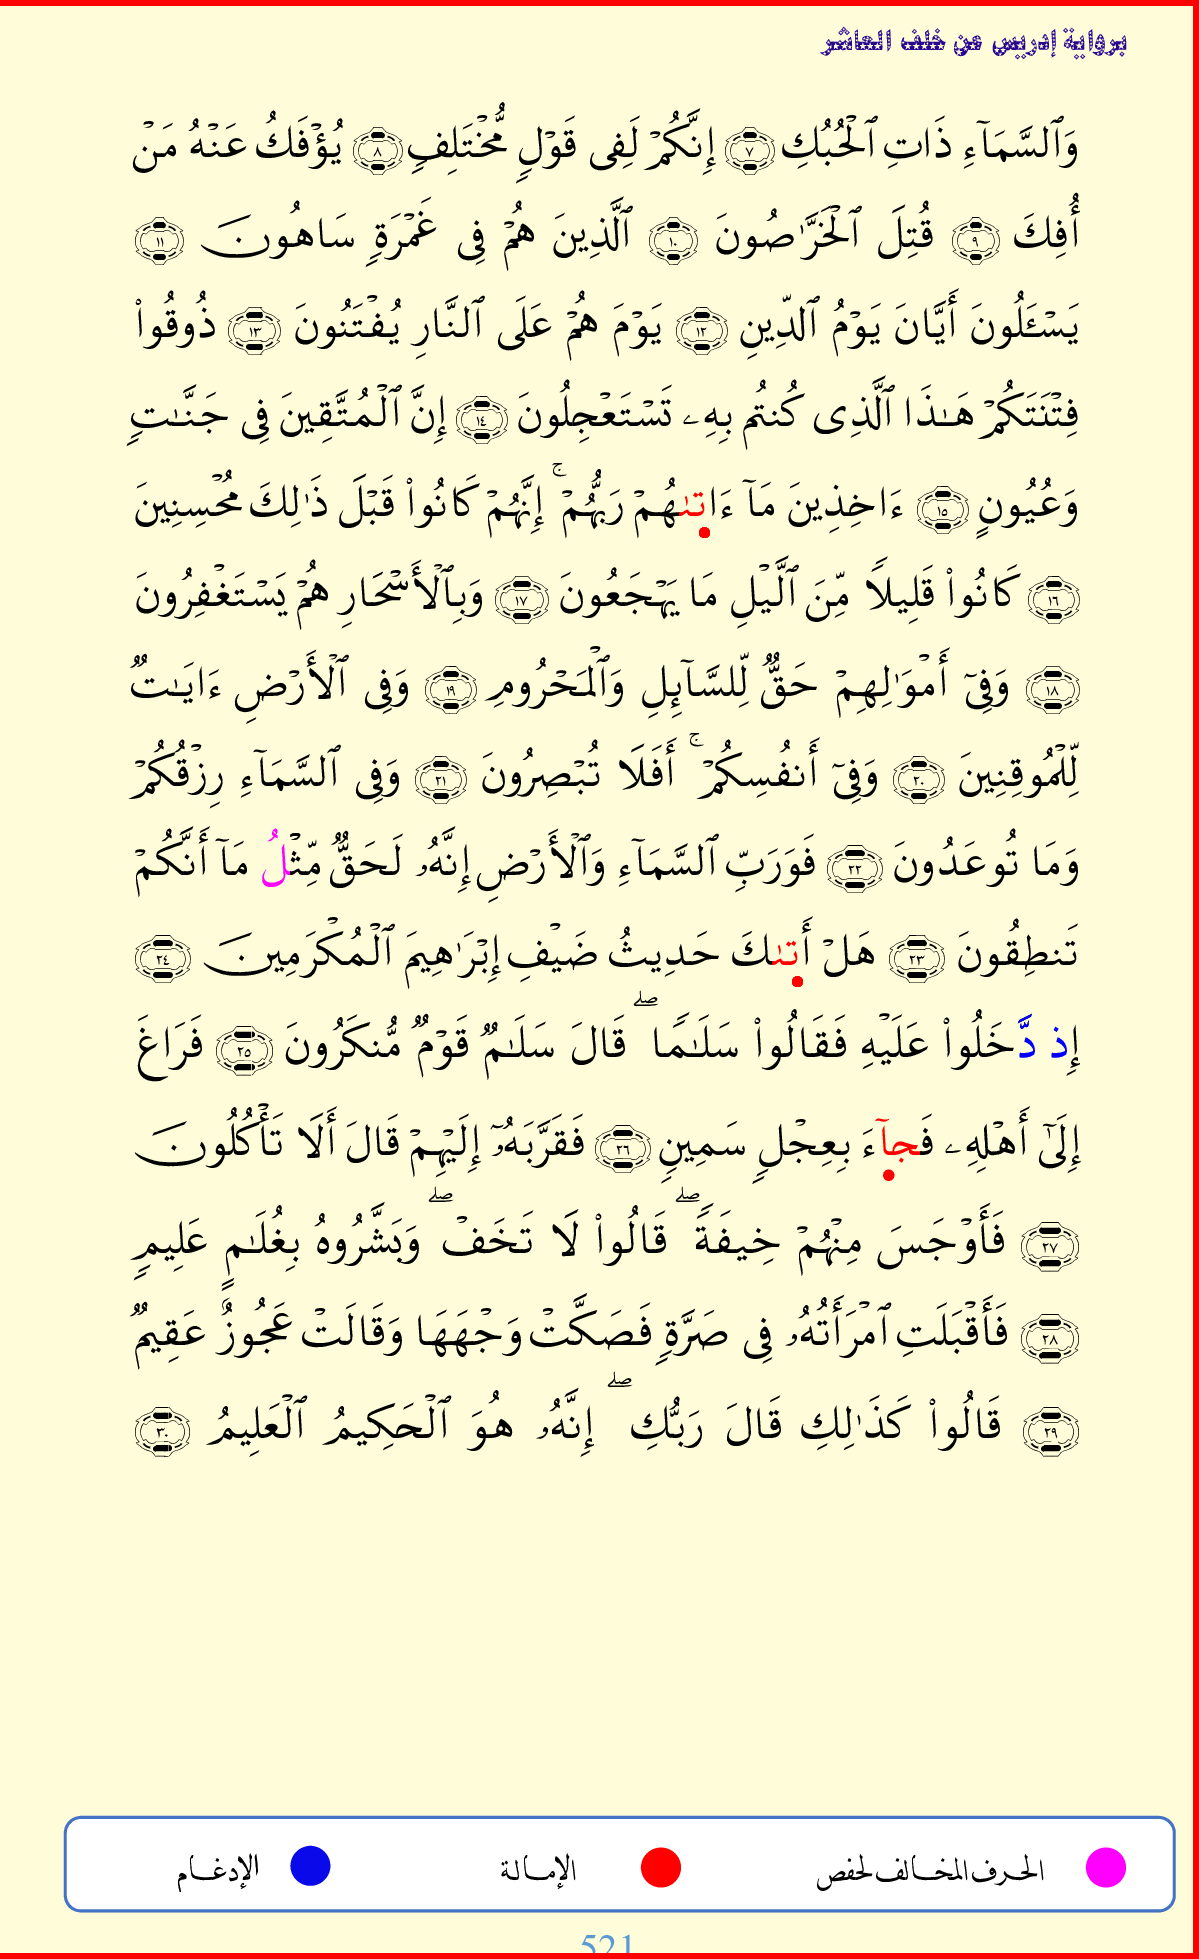 برواية إدريس عن خلف العاشر
وَٱلسَّمَآءِ ذَاتِ ٱلۡحُبُكِ ٧ إِنَّكُمۡ لَفِى قَوۡلٍ مُّخۡتَلِفٍ ٨ يُؤۡفَكُ عَنۡهُ مَنۡ
أُفِكَ ٩ قُتِلَ ٱلۡخَرَّٰصُونَ ١٠ ٱلَّذِينَ هُمۡ فِى غَمۡرَةٍ سَاهُونَ ١١
يَسۡـَٔلُونَ أَيَّانَ يَوۡمُ ٱلدِّينِ ١٢ يَوۡمَ هُمۡ عَلَى ٱلنَّارِ يُفۡتَنُونَ ١٣ ذُوقُوا۟
فِتۡنَتَكُمۡ هَـٰذَا ٱلَّذِى كُنتُم بِهِۦ تَسۡتَعۡجِلُونَ ١٤ إِنَّ ٱلۡمُتَّقِينَ فِى جَنَّـٰتٍ
وَعُيُونٍ ١٥ ءَاخِذِينَ مَآ ءَاتىٰهُمۡ رَبُّهُمۡۚ إِنَّهُمۡ كَانُوا۟ قَبۡلَ ذَٰلِكَ مُحۡسِنِينَ
١٦ كَانُوا۟ قَلِيلًا مِّنَ ٱلَّيۡلِ مَا يَهۡجَعُونَ ١٧ وَبِٱلۡأَسۡحَارِ هُمۡ يَسۡتَغۡفِرُونَ
١٨ وَفِىٓ أَمۡوَٰلِهِمۡ حَقٌّ لِّلسَّآئِلِ وَٱلۡمَحۡرُومِ ١٩ وَفِى ٱلۡأَرۡضِ ءَايَـٰتٌ
لِّلۡمُوقِنِينَ ٢٠ وَفِىٓ أَنفُسِكُمۡۚ أَفَلَا تُبۡصِرُونَ ٢١ وَفِى ٱلسَّمَآءِ رِزۡقُكُمۡ
وَمَا تُوعَدُونَ ٢٢ فَوَرَبِّ ٱلسَّمَآءِ وَٱلۡأَرۡضِ إِنَّهُۥ لَحَقٌّ مِّثۡلُ مَآ أَنَّكُمۡ
تَنطِقُونَ ٢٣ هَلۡ أَتىٰكَ حَدِيثُ ضَيۡفِ إِبۡرَٰهِيمَ ٱلۡمُكۡرَمِينَ ٢٤
إِذ دَّخَلُوا۟ عَلَيۡهِ فَقَالُوا۟ سَلَـٰمًاۖ قَالَ سَلَـٰمٌ قَوۡمٌ مُّنكَرُونَ ٢٥ فَرَاغَ
إِلَىٰٓ أَهۡلِهِۦ فَجآءَ بِعِجۡلٍ سَمِينٍ ٢٦ فَقَرَّبَهُۥٓ إِلَيۡهِمۡ قَالَ أَلَا تَأۡكُلُونَ
٢٧ فَأَوۡجَسَ مِنۡهُمۡ خِيفَةًۖ قَالُوا۟ لَا تَخَفۡۖ وَبَشَّرُوهُ بِغُلَـٰمٍ عَلِيمٍ
٢٨ فَأَقۡبَلَتِ ٱمۡرَأَتُهُۥ فِى صَرَّةٍ فَصَكَّتۡ وَجۡهَهَا وَقَالَتۡ عَجُوزٌ عَقِيمٌ
٢٩ قَالُوا۟ كَذَٰلِكِ قَالَ رَبُّكِۖ إِنَّهُۥ هُوَ ٱلۡحَكِيمُ ٱلۡعَلِيمُ ٣٠
الحرف المخالف لحفص الإمالة الإدغام
521